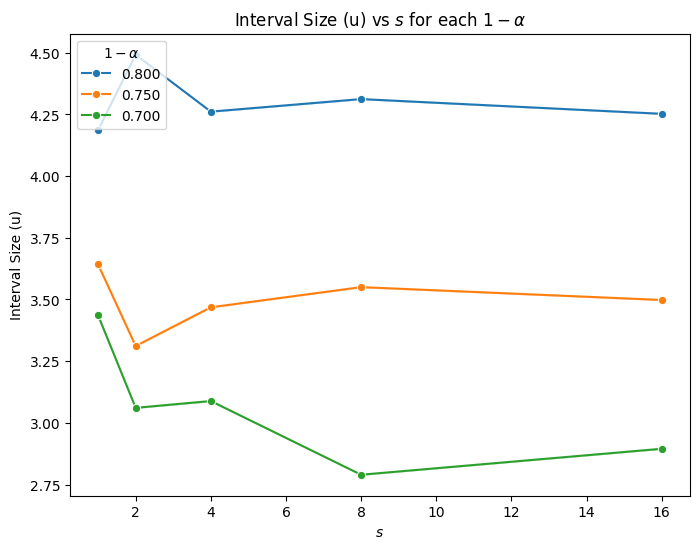 Interval Size (u) vs s for each 1 − α
1 − α
0.800
0.750
0.700
Interval Size (u)
4.50
4.25
4.00
3.75
3.50
3.25
3.00
2.75
2 4 6 8 10 12 14 16
s